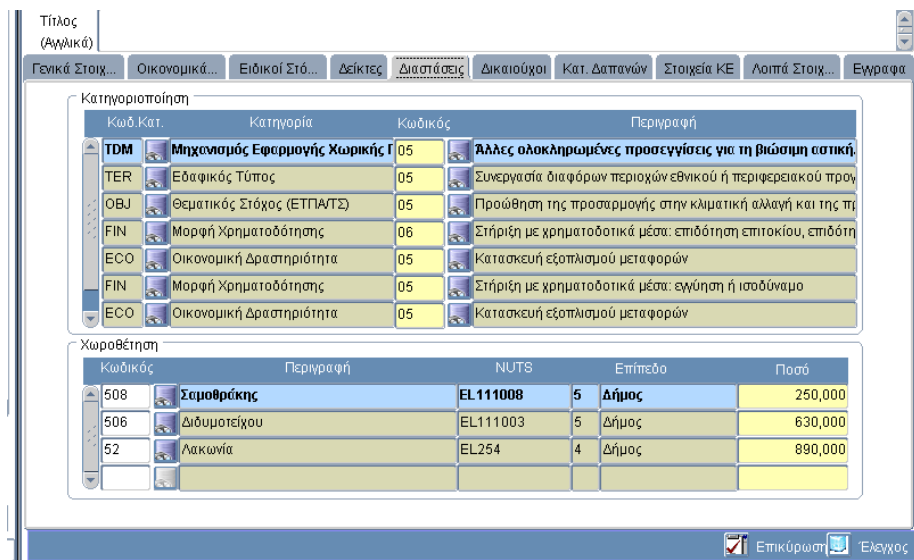 Τίτλος
(Αγγλικά)
Γενικά Στοιχ... Οικονομικά... Ειδικοί Στό... Δείκτες Διαστάσεις Δικαιούχοι Κατ. Δαπανών Στοιχεία ΚΕ Λοιπά Στοιχ... Εγγραφα
Κατηγοριοποίηση
Κωδ.Κατ. Κατηγορία Κωδικός Περιγραφή
TDM Μηχανισμός Εφαρμογής Χωρικής Γ 05 Άλλες ολοκληρωμένες προσεγγίσεις για τη βιώσιμη αστική,
TER Εδαφικός Τύπος 05 Συνεργασία διαφόρων περιοχών εθνικού ή περιφερειακού προγ
OBJ Θεματικός Στόχος (ΕΤΠΑ/ΤΣ) 05 Προώθηση της προσαρμογής στην κλιματική αλλαγή και της πρ
FIN Μορφή Χρηματοδότησης 06 Στήριξη με χρηματοδοτικά μέσα: επιδότηση επιτοκίου, επιδότη
ECO Οικονομική Δραστηριότητα 05 Κατασκευή εξοπλισμού μεταφορών
FIN Μορφή Χρηματοδότησης 05 Στήριξη με χρηματοδοτικά μέσα: εγγύηση ή ισοδύναμο
ECO Οικονομική Δραστηριότητα 05 Κατασκευή εξοπλισμού μεταφορών
Χωροθέτηση
Κωδικός Περιγραφή NUTS Επίπεδο Ποσό
508 Σαμοθράκης EL111008 5 Δήμος 250,000
506 Διδυμοτείχου EL111003 5 Δήμος 630,000
52 Λακωνία EL254 4 Δήμος 890,000
Επικύρωση Έλεγχος